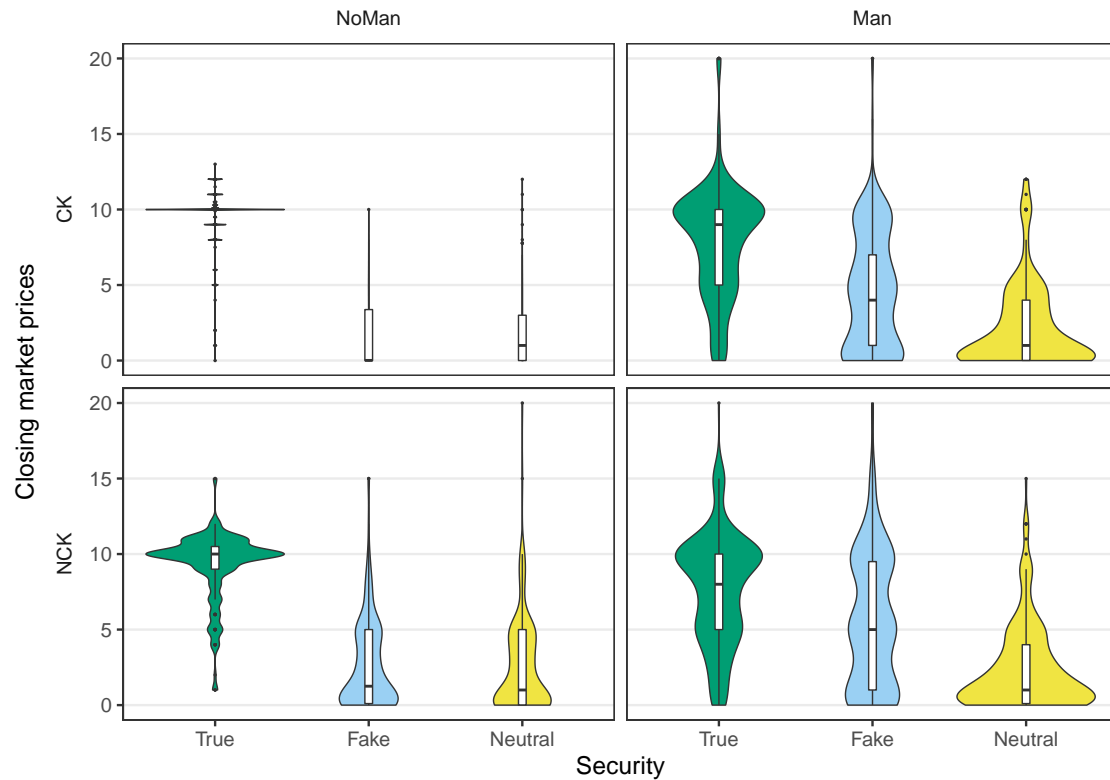 NoMan
Man
Closing market prices
CK
20
15
10
5
0
NCK
20
15
10
5
0
True
Fake
Neutral
True
Fake
Neutral
Security